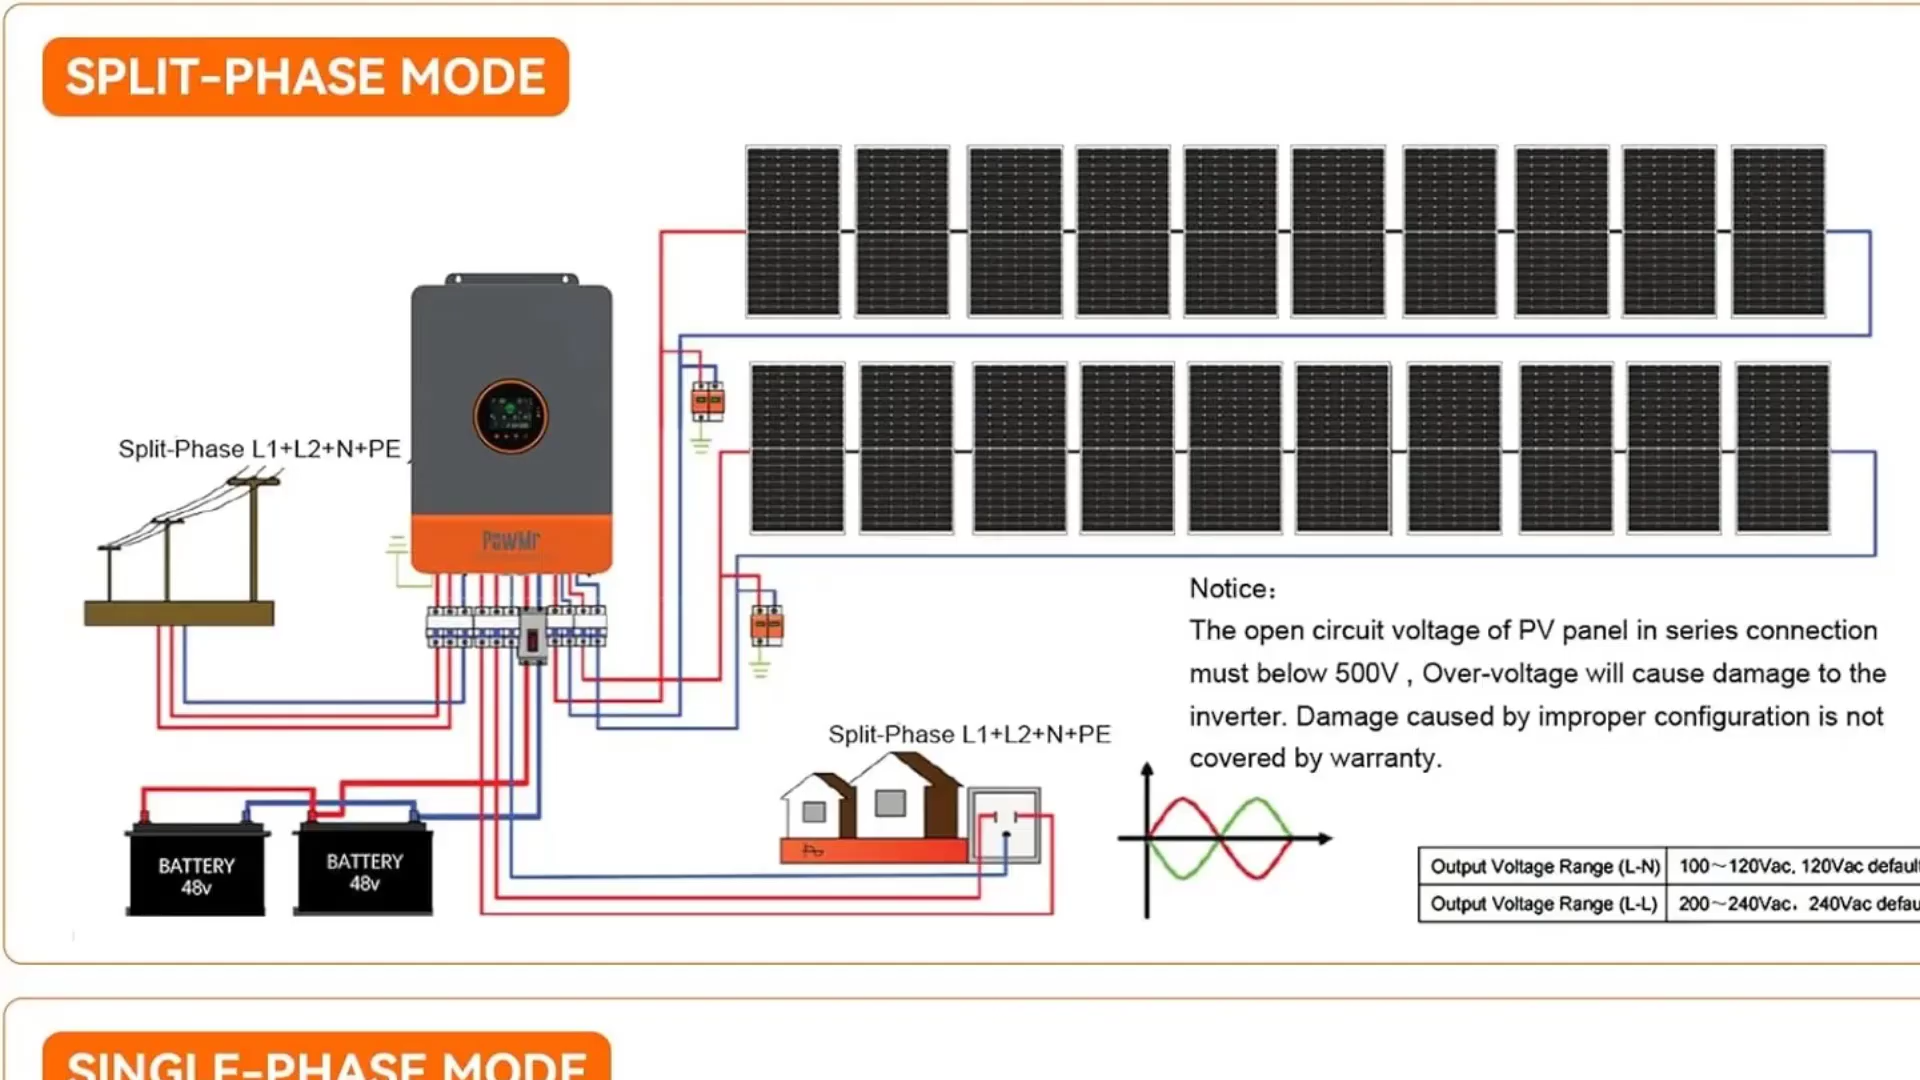 SPLIT-PHASE MODE
Split-Phase L1+L2+N+PE
PowMr
Notice:
The open circuit voltage of PV panel in series connection
must below 500V , Over-voltage will cause damage to the
inverter. Damage caused by improper configuration is not
covered by warranty.
Split-Phase L1+L2+N+PE
BATTERY
48v
BATTERY
48v
Output Voltage Range (L-N) 100~120Vac, 120Vac default
Output Voltage Range (L-L) 200~240Vac, 240Vac defau
SINGLE-PHASE MODE